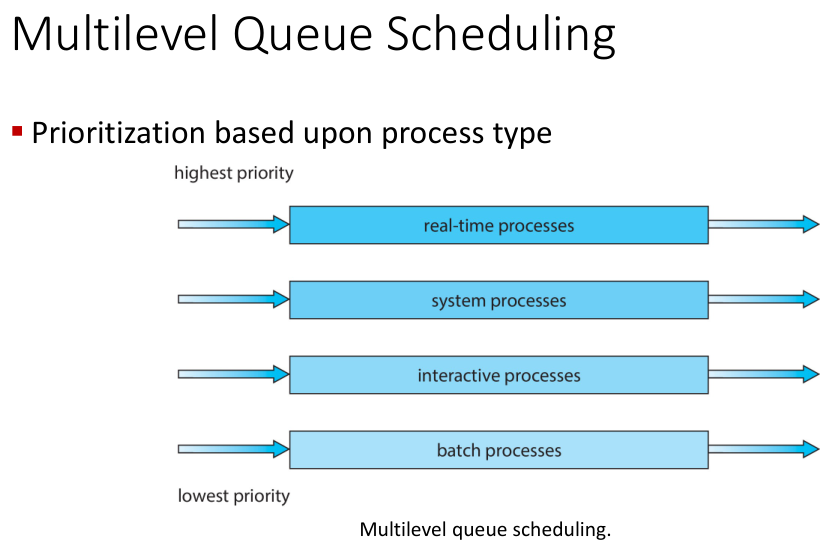 Multilevel Queue Scheduling
Prioritization based upon process type
highest priority
real-time processes
system processes
interactive processes
batch processes
lowest priority
Multilevel queue scheduling.